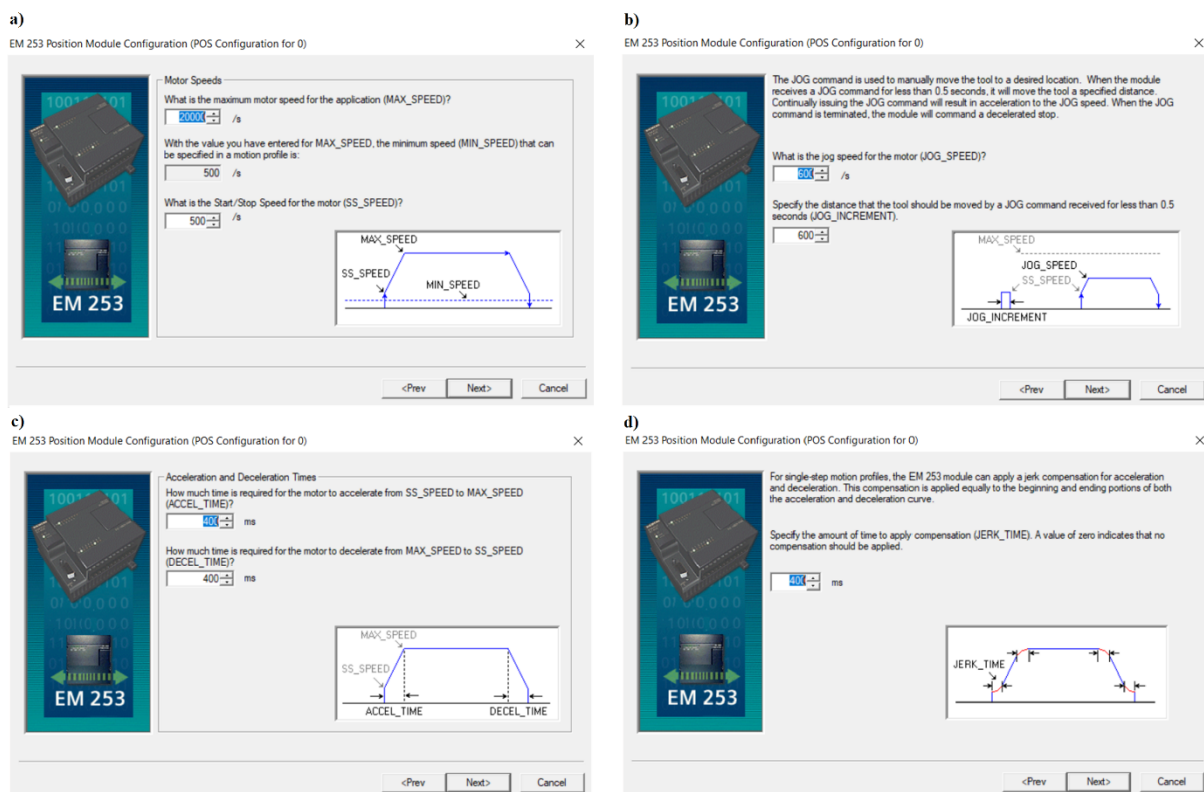 a)
EM 253 Position Module Configuration (POS Configuration for 0)
EM 253
Motor Speeds
What is the maximum motor speed for the application (MAX_SPEED)?
20000 /s
With the value you have entered for MAX_SPEED, the minimum speed (MIN_SPEED) that can
be specified in a motion profile is:
500 /s
What is the Start/Stop Speed for the motor (SS_SPEED)?
500 /s
MAX_SPEED
SS_SPEED
MIN_SPEED
<Prev Next> Cancel
b)
EM 253 Position Module Configuration (POS Configuration for 0)
EM 253
The JOG command is used to manually move the tool to a desired location. When the module
receives a JOG command for less than 0.5 seconds, it will move the tool a specified distance.
Continually issuing the JOG command will result in acceleration to the JOG speed. When the JOG
command is terminated, the module will command a decelerated stop.
What is the jog speed for the motor (JOG_SPEED)?
600 /s
Specify the distance that the tool should be moved by a JOG command received for less than 0.5
seconds (JOG_INCREMENT).
600
MAX_SPEED
JOG_SPEED
SS_SPEED
JOG_INCREMENT
<Prev Next> Cancel
c)
EM 253 Position Module Configuration (POS Configuration for 0)
EM 253
Acceleration and Deceleration Times
How much time is required for the motor to accelerate from SS_SPEED to MAX_SPEED
(ACCEL_TIME)?
400 ms
How much time is required for the motor to decelerate from MAX_SPEED to SS_SPEED
(DECEL_TIME)?
400 ms
MAX_SPEED
SS_SPEED
ACCEL_TIME DECEL_TIME
<Prev Next> Cancel
d)
EM 253 Position Module Configuration (POS Configuration for 0)
EM 253
For single-step motion profiles, the EM 253 module can apply a jerk compensation for acceleration
and deceleration. This compensation is applied equally to the beginning and ending portions of both
the acceleration and deceleration curve.
Specify the amount of time to apply compensation (JERK_TIME). A value of zero indicates that no
compensation should be applied.
400 ms
JERK_TIME
<Prev Next> Cancel